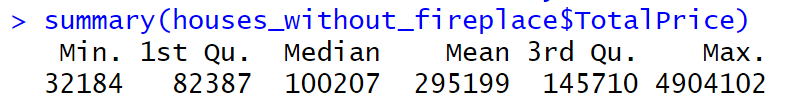 > summary(houses_without_fireplace$TotalPrice)
Min. 1st Qu. Median Mean 3rd Qu. Max.
32184 82387 100207 295199 145710 4904102